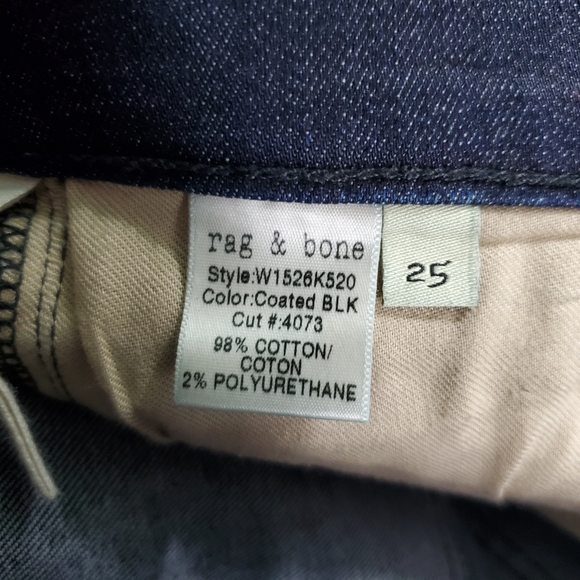 rag & bone
Style:W1526K520
Color:Coated BLK
Cut #:4073
98% COTTON/
COTON
2% POLYURETHANE
25